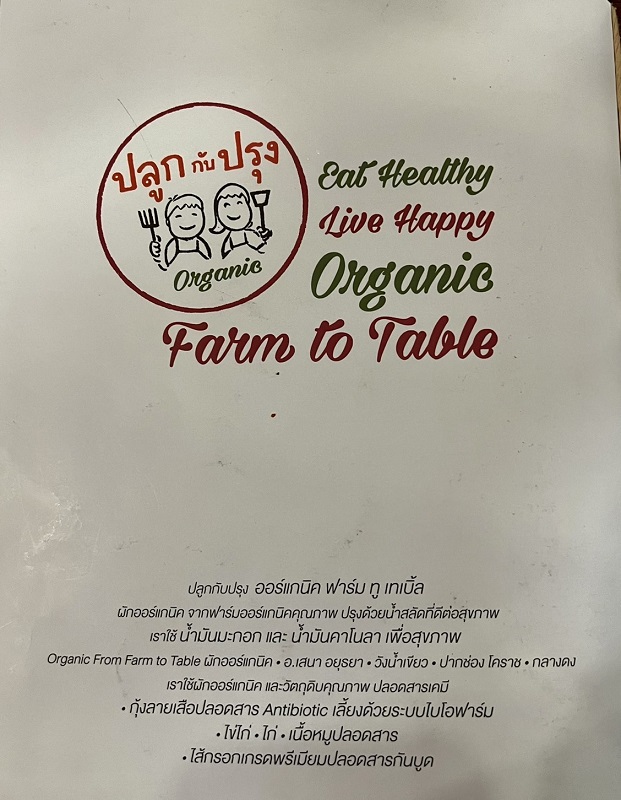 ปลูก กับ ปรุง
Organic
Eat Healthy
Live Happy
Organic
Farm to Table
ปลูกกับปรุง ออร์แกนิค ฟาร์ม ทู เทเบิ้ล
ผักออร์แกนิค จากฟาร์มออร์แกนิคคุณภาพ ปรุงด้วยน้ำสลัดที่ดีต่อสุขภาพ
เราใช้ น้ำมันมะกอก และ น้ำมันคาโนลา เพื่อสุขภาพ
Organic From Farm to Table ผักออร์แกนิค • อ.เสนา อยุธยา • วังน้ำเขียว • ปากช่อง โคราช • กลางดง
เราใช้ผักออร์แกนิค และวัตถุดิบคุณภาพ ปลอดสารเคมี
• กุ้งลายเสือปลอดสาร Antibiotic เลี้ยงด้วยระบบไบโอฟาร์ม
• ไข่ไก่ • ไก่ • เนื้อหมูปลอดสาร
• ไส้กรอกเกรดพรีเมียมปลอดสารกันบูด